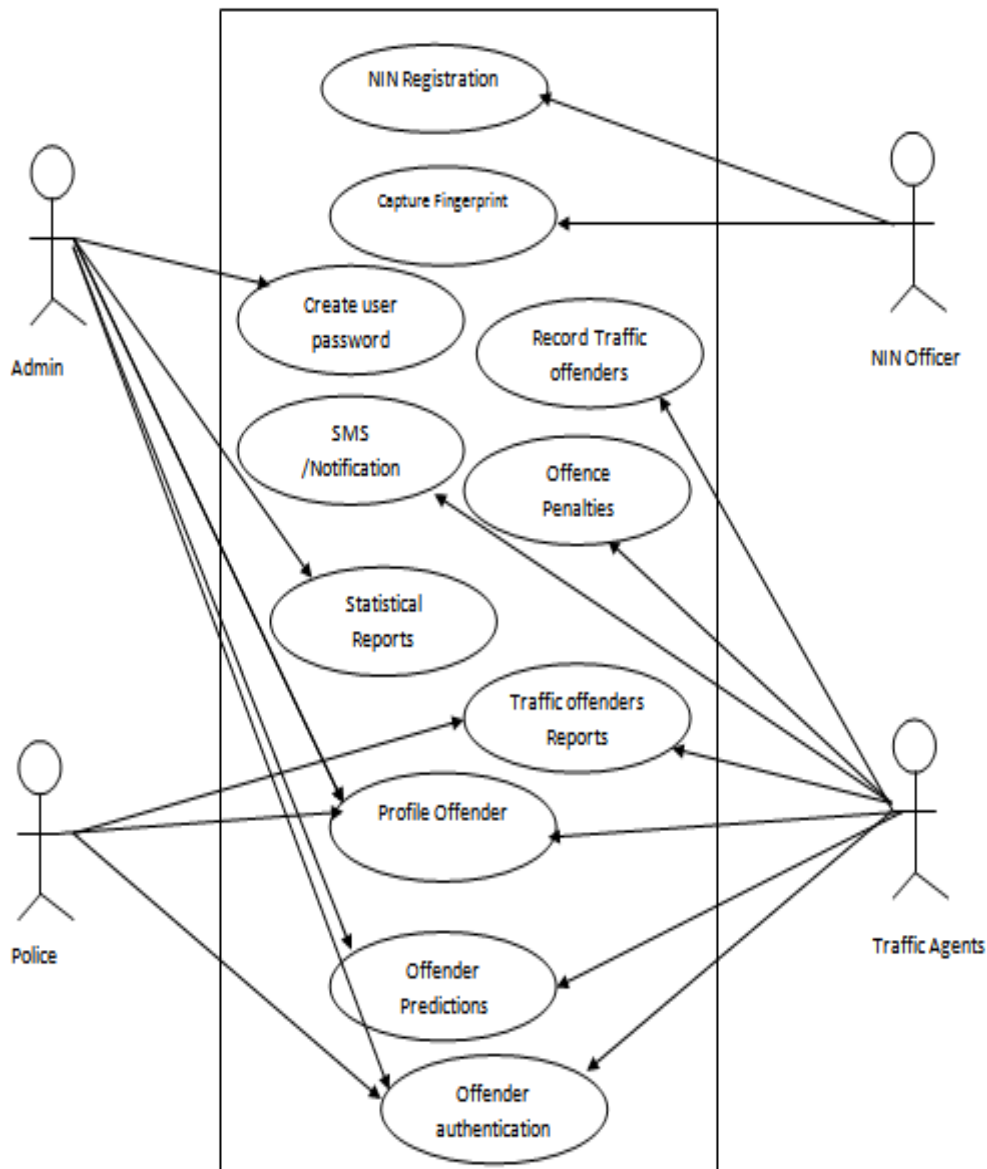 NIN Registration
Capture Fingerprint
Create user
password
Record Traffic
offenders
Admin
NIN Officer
SMS
/Notification
Offence
Penalties
Statistical
Reports
Traffic offenders
Reports
Profile Offender
Police
Traffic Agents
Offender
Predictions
Offender
authentication